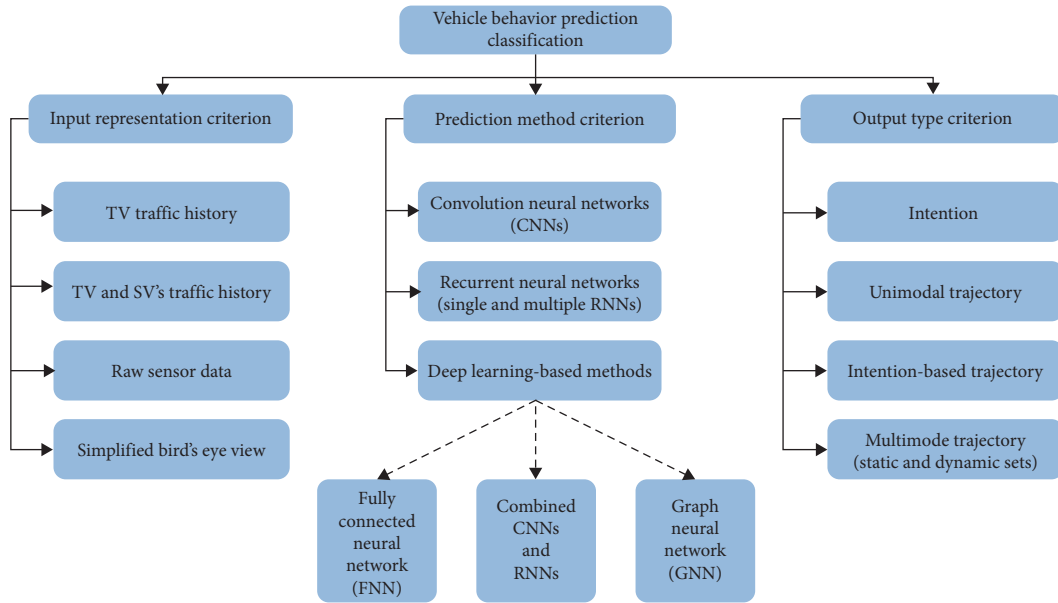 Vehicle behavior prediction
classification
Input representation criterion
Prediction method criterion
Output type criterion
TV traffic history
TV and SV's traffic history
Raw sensor data
Simplified bird's eye view
Convolution neural networks
(CNNs)
Recurrent neural networks
(single and multiple RNNs)
Deep learning-based methods
Intention
Unimodal trajectory
Intention-based trajectory
Multimode trajectory
(static and dynamic sets)
Fully
connected
neural
network
(FNN)
Combined
CNNs
and
RNNs
Graph
neural
network
(GNN)